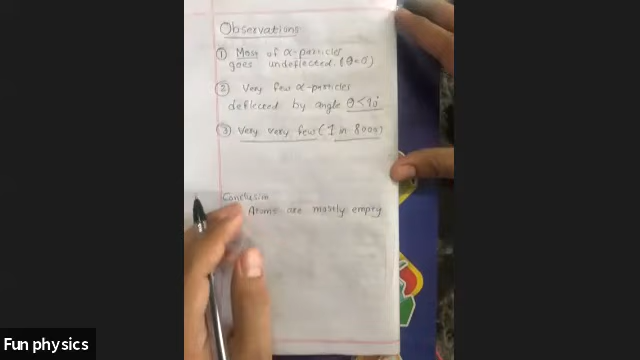 Observations
① Most of α-particles
goes undeflected. (θ=0°)
② Very few α-particles
deflected by angle θ<90°
③ Very very few (1 in 8000)
Conclusion
Atoms are mostly empty
Fun physics